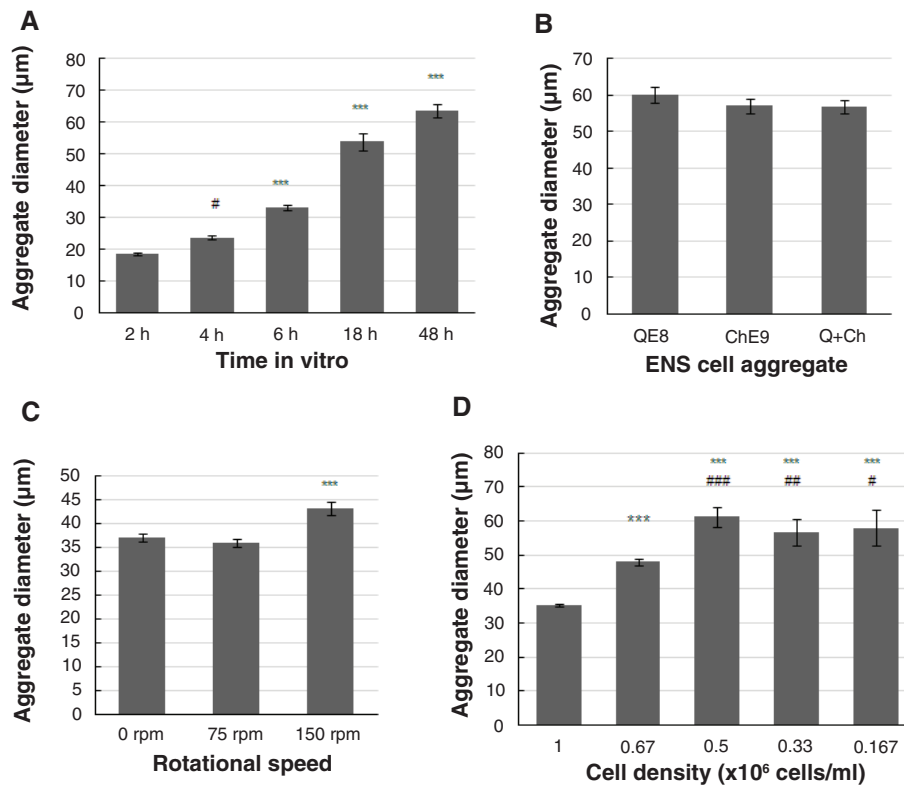 A
Aggregate diameter (µm)
80
70
60
50
40
30
20
10
0
#
***
***
***
2 h 4 h 6 h 18 h 48 h
Time in vitro
B
Aggregate diameter (µm)
70
60
50
40
30
20
10
0
QE8 ChE9 Q+Ch
ENS cell aggregate
C
Aggregate diameter (µm)
50
45
40
35
30
25
20
15
10
5
0
***
0 rpm 75 rpm 150 rpm
Rotational speed
D
Aggregate diameter (µm)
80
70
60
50
40
30
20
10
0
*** *** ***
### ## #
***
1 0.67 0.5 0.33 0.167
Cell density (x10⁶ cells/ml)